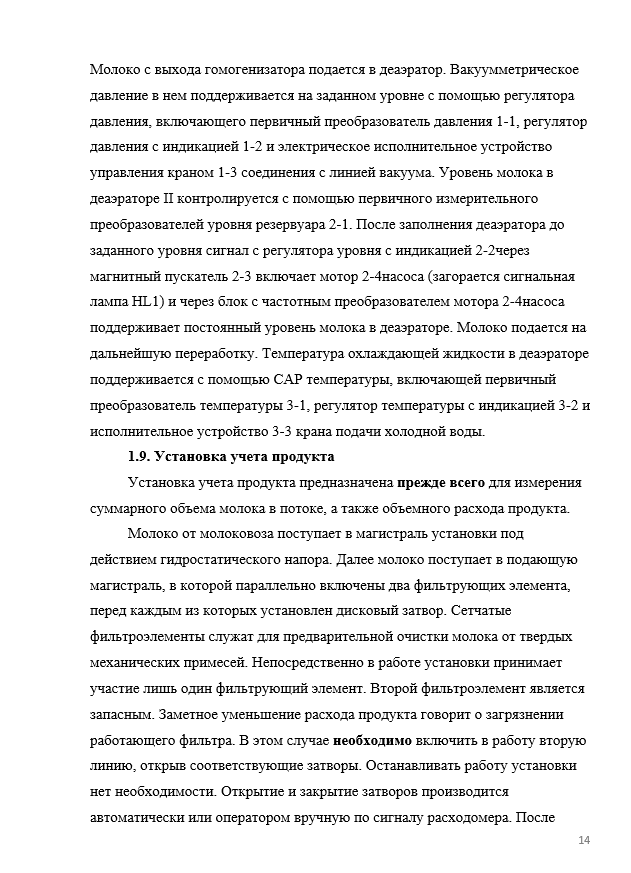 Молоко с выхода гомогенизатора подается в деаэратор. Вакуумметрическое
давление в нем поддерживается на заданном уровне с помощью регулятора
давления, включающего первичный преобразователь давления 1-1, регулятор
давления с индикацией 1-2 и электрическое исполнительное устройство
управления краном 1-3 соединения с линией вакуума. Уровень молока в
деаэраторе II контролируется с помощью первичного измерительного
преобразователей уровня резервуара 2-1. После заполнения деаэратора до
заданного уровня сигнал с регулятора уровня с индикацией 2-2через
магнитный пускатель 2-3 включает мотор 2-4насоса (загорается сигнальная
лампа HL1) и через блок с частотным преобразователем мотора 2-4насоса
поддерживает постоянный уровень молока в деаэраторе. Молоко подается на
дальнейшую переработку. Температура охлаждающей жидкости в деаэраторе
поддерживается с помощью САР температуры, включающей первичный
преобразователь температуры 3-1, регулятор температуры с индикацией 3-2 и
исполнительное устройство 3-3 крана подачи холодной воды.
1.9. Установка учета продукта
Установка учета продукта предназначена прежде всего для измерения
суммарного объема молока в потоке, а также объемного расхода продукта.
Молоко от молоковоза поступает в магистраль установки под
действием гидростатического напора. Далее молоко поступает в подающую
магистраль, в которой параллельно включены два фильтрующих элемента,
перед каждым из которых установлен дисковый затвор. Сетчатые
фильтроэлементы служат для предварительной очистки молока от твердых
механических примесей. Непосредственно в работе установки принимает
участие лишь один фильтрующий элемент. Второй фильтроэлемент является
запасным. Заметное уменьшение расхода продукта говорит о загрязнении
работающего фильтра. В этом случае необходимо включить в работу вторую
линию, открыв соответствующие затворы. Останавливать работу установки
нет необходимости. Открытие и закрытие затворов производится
автоматически или оператором вручную по сигналу расходомера. После
14